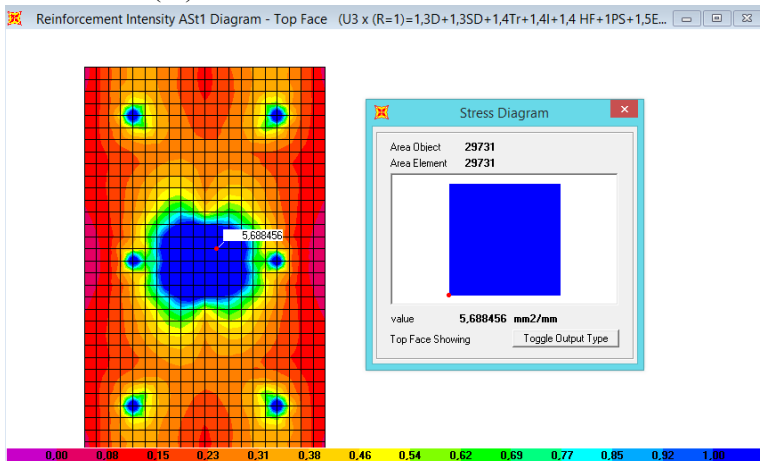 Reinforcement Intensity ASt1 Diagram - Top Face (U3 x (R=1)=1,3D+1,3SD+1,4Tr+1,4l+1,4 HF+1PS+1,5E...
Stress Diagram
Area Object 29731
Area Element 29731
5,688456
value 5,688456 mm2/mm
Top Face Showing Toggle Output Type
0,00 0,08 0,15 0,23 0,31 0,38 0,46 0,54 0,62 0,69 0,77 0,85 0,92 1,00